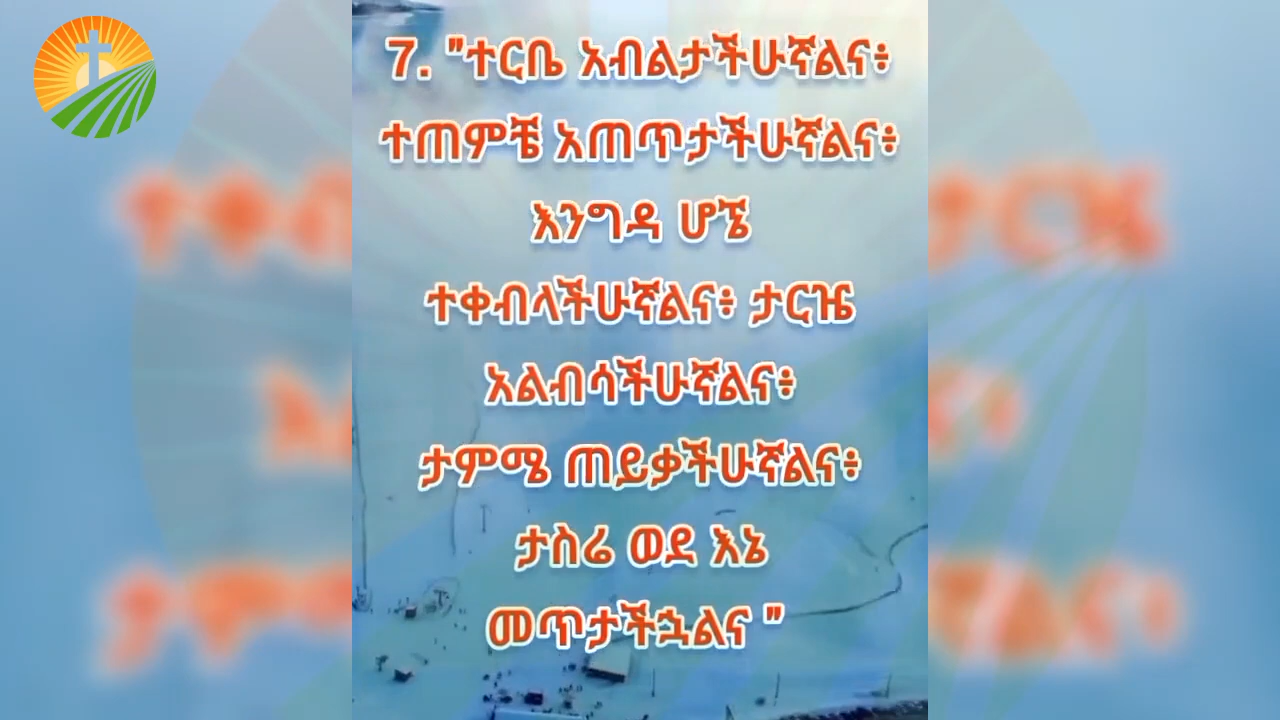 7. "ተርቤ አብልታችሁኛልና፥
ተጠምቼ አጠጥታችሁኛልና፥
እንግዳ ሆኜ
ተቀብላችሁኛልና፥ ታርዤ
አልብሳችሁኛልና፥
ታምሜ ጠይቃችሁኛልና፥
ታስሬ ወደ እኔ
መጥታችኋልና "